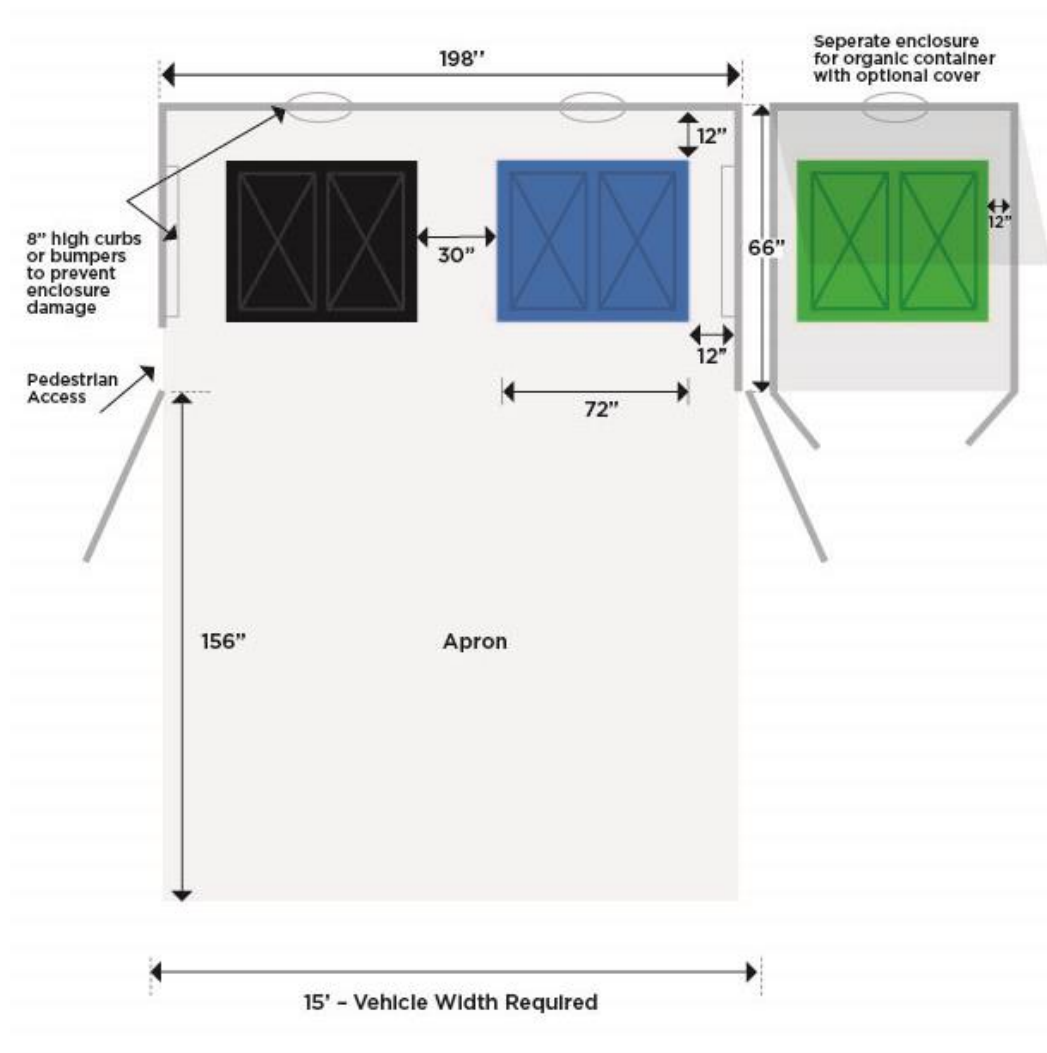 Seperate enclosure
for organic container
with optional cover
198’’
12”
8” high curbs
or bumpers
to prevent
enclosure
damage
30”
66”
12”
12”
Pedestrian
Access
72”
156”
Apron
15’ – Vehicle Width Required